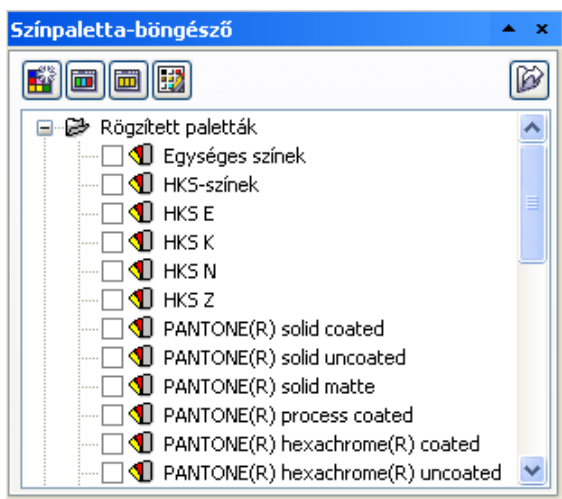 Színpaletta-böngésző
Rögzített paletták
Egységes színek
HKS-színek
HKS E
HKS K
HKS N
HKS Z
PANTONE(R) solid coated
PANTONE(R) solid uncoated
PANTONE(R) solid matte
PANTONE(R) process coated
PANTONE(R) hexachrome(R) coated
PANTONE(R) hexachrome(R) uncoated